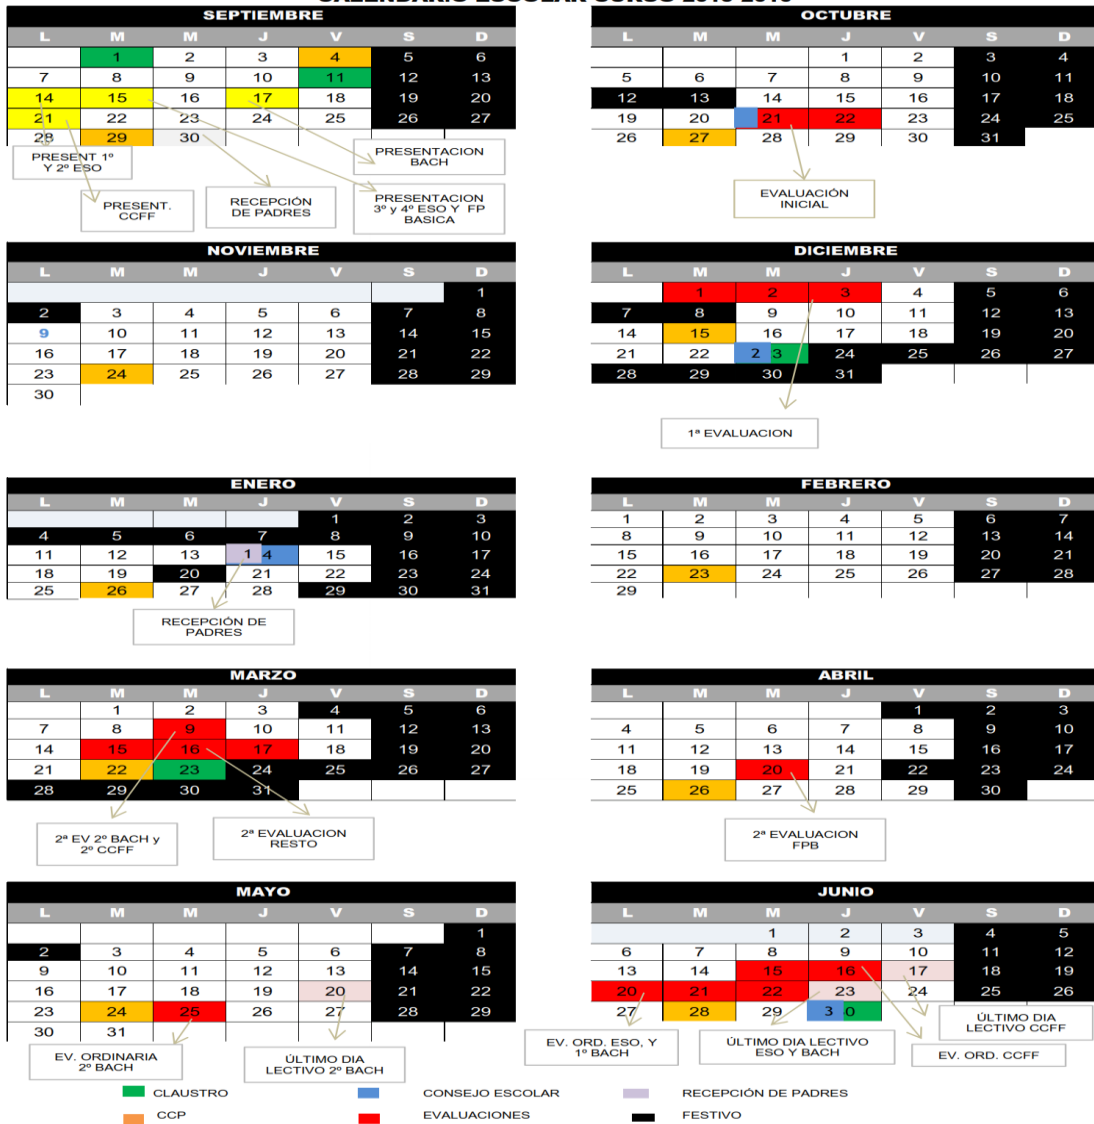 CALENDARIO ESCOLAR CURSO 2015-2016
SEPTIEMBRE
L M M J V S D
1 2 3 4 5 6
7 8 9 10 11 12 13
14 15 16 17 18 19 20
21 22 23 24 25 26 27
28 29 30
PRESENT 1º
Y 2º ESO
PRESENT.
CCFF
RECEPCIÓN
DE PADRES
PRESENTACION
BACH
PRESENTACION
3º y 4º ESO Y FP
BASICA
OCTUBRE
L M M J V S D
1 2 3 4
5 6 7 8 9 10 11
12 13 14 15 16 17 18
19 20 21 22 23 24 25
26 27 28 29 30 31
EVALUACIÓN
INICIAL
NOVIEMBRE
L M M J V S D
1
2 3 4 5 6 7 8
9 10 11 12 13 14 15
16 17 18 19 20 21 22
23 24 25 26 27 28 29
30
DICIEMBRE
L M M J V S D
1 2 3 4 5 6
7 8 9 10 11 12 13
14 15 16 17 18 19 20
21 22 2 3 24 25 26 27
28 29 30 31
1ª EVALUACION
ENERO
L M M J V S D
1 2 3
4 5 6 7 8 9 10
11 12 13 1 4 15 16 17
18 19 20 21 22 23 24
25 26 27 28 29 30 31
RECEPCIÓN DE
PADRES
FEBRERO
L M M J V S D
1 2 3 4 5 6 7
8 9 10 11 12 13 14
15 16 17 18 19 20 21
22 23 24 25 26 27 28
29
MARZO
L M M J V S D
1 2 3 4 5 6
7 8 9 10 11 12 13
14 15 16 17 18 19 20
21 22 23 24 25 26 27
28 29 30 31
2ª EV 2º BACH y
2º CCFF
2ª EVALUACION
RESTO
ABRIL
L M M J V S D
1 2 3
4 5 6 7 8 9 10
11 12 13 14 15 16 17
18 19 20 21 22 23 24
25 26 27 28 29 30
2ª EVALUACION
FPB
MAYO
L M M J V S D
1
2 3 4 5 6 7 8
9 10 11 12 13 14 15
16 17 18 19 20 21 22
23 24 25 26 27 28 29
30 31
EV. ORDINARIA
2º BACH
ÚLTIMO DIA
LECTIVO 2º BACH
JUNIO
L M M J V S D
1 2 3 4 5
6 7 8 9 10 11 12
13 14 15 16 17 18 19
20 21 22 23 24 25 26
27 28 29 3 0
EV. ORD. ESO, Y
1º BACH
ÚLTIMO DIA LECTIVO
ESO Y BACH
ÚLTIMO DIA
LECTIVO CCFF
EV. ORD. CCFF
CLAUSTRO
CONSEJO ESCOLAR
RECEPCIÓN DE PADRES
CCP
EVALUACIONES
FESTIVO